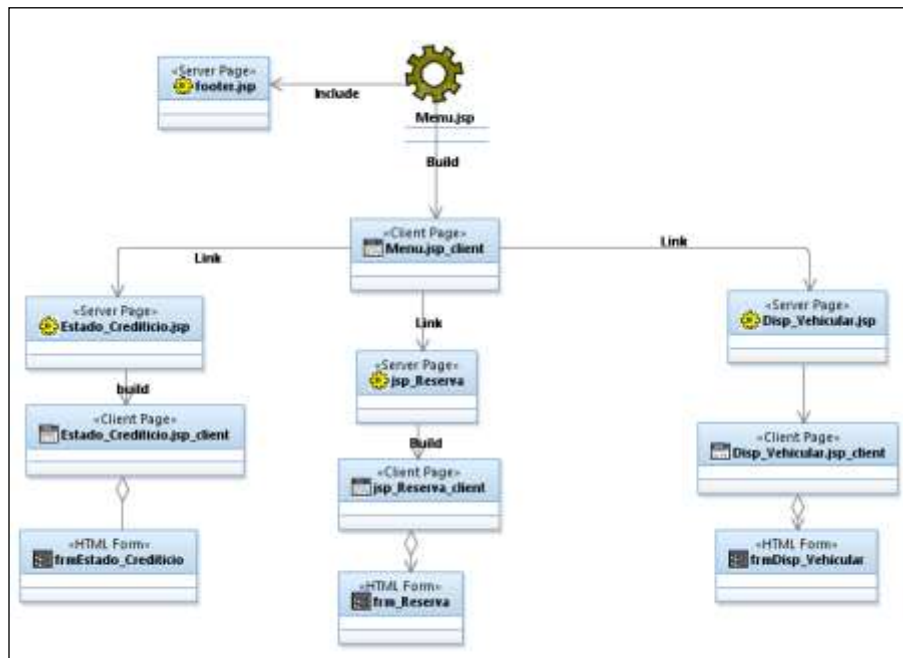 «Server Page»
footer.jsp
Include
Menu.jsp
Build
«Client Page»
Menu.jsp_client
Link
Link
Link
«Server Page»
Estado_Crediticio.jsp
«Server Page»
jsp_Reserva
«Server Page»
Disp_Vehicular.jsp
build
Build
«Client Page»
Estado_Crediticio.jsp_client
«Client Page»
jsp_Reserva_client
«Client Page»
Disp_Vehicular.jsp_client
«HTML Form»
frmEstado_Crediticio
«HTML Form»
frm_Reserva
«HTML Form»
frmDisp_Vehicular